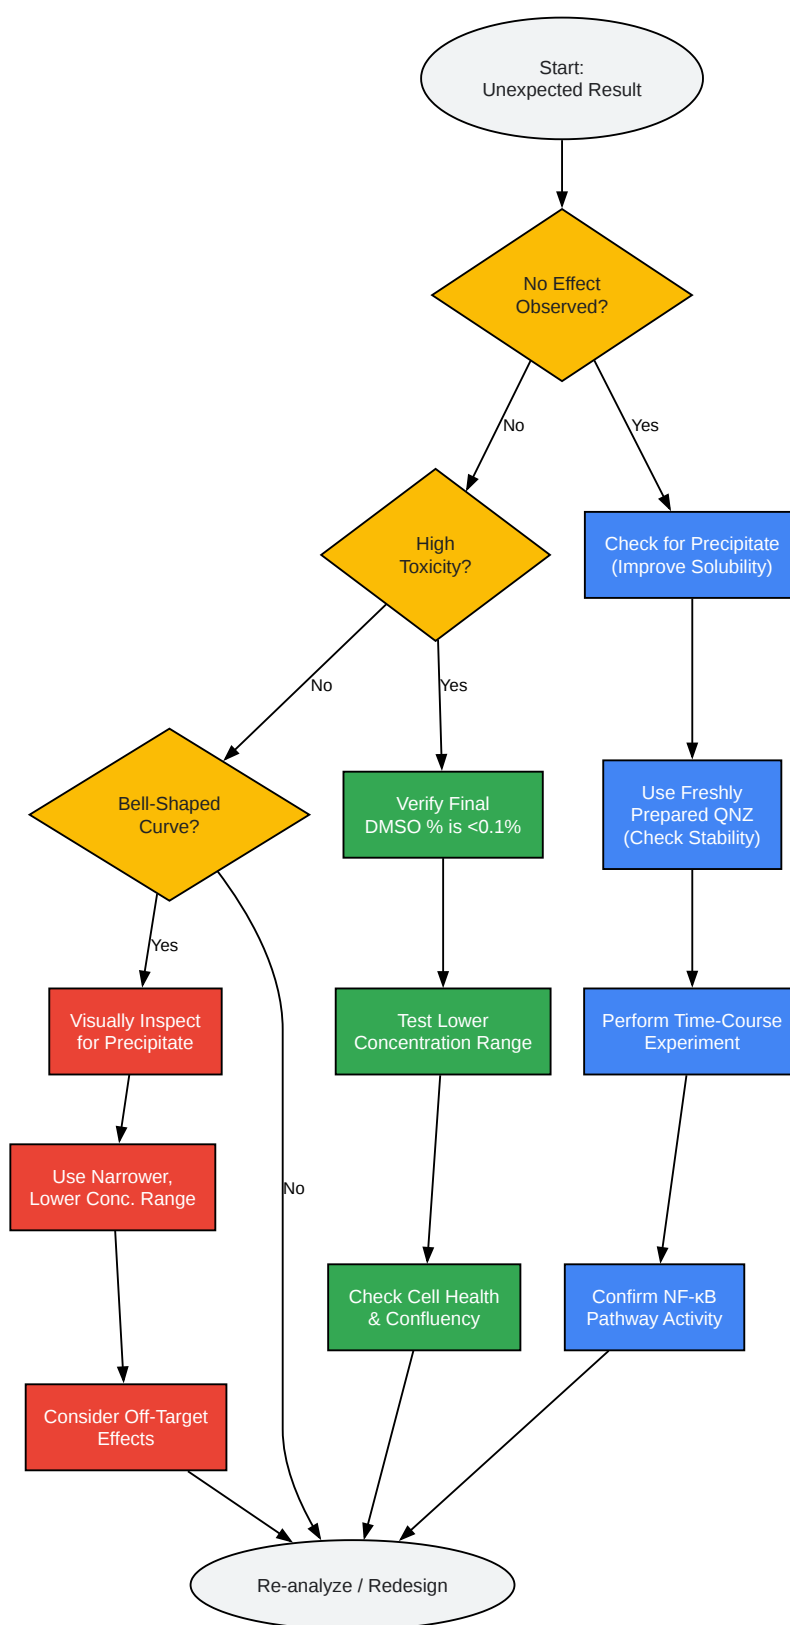 Start:
Unexpected Result
No Effect
Observed?
No
Yes
High
Toxicity?
Check for Precipitate
(Improve Solubility)
No
Yes
Bell-Shaped
Curve?
Verify Final
DMSO % is <0.1%
Use Freshly
Prepared QNZ
(Check Stability)
Yes
Visually Inspect
for Precipitate
Test Lower
Concentration Range
Perform Time-Course
Experiment
Use Narrower,
Lower Conc. Range
No
Check Cell Health
& Confluency
Confirm NF-κB
Pathway Activity
Consider Off-Target
Effects
Re-analyze / Redesign